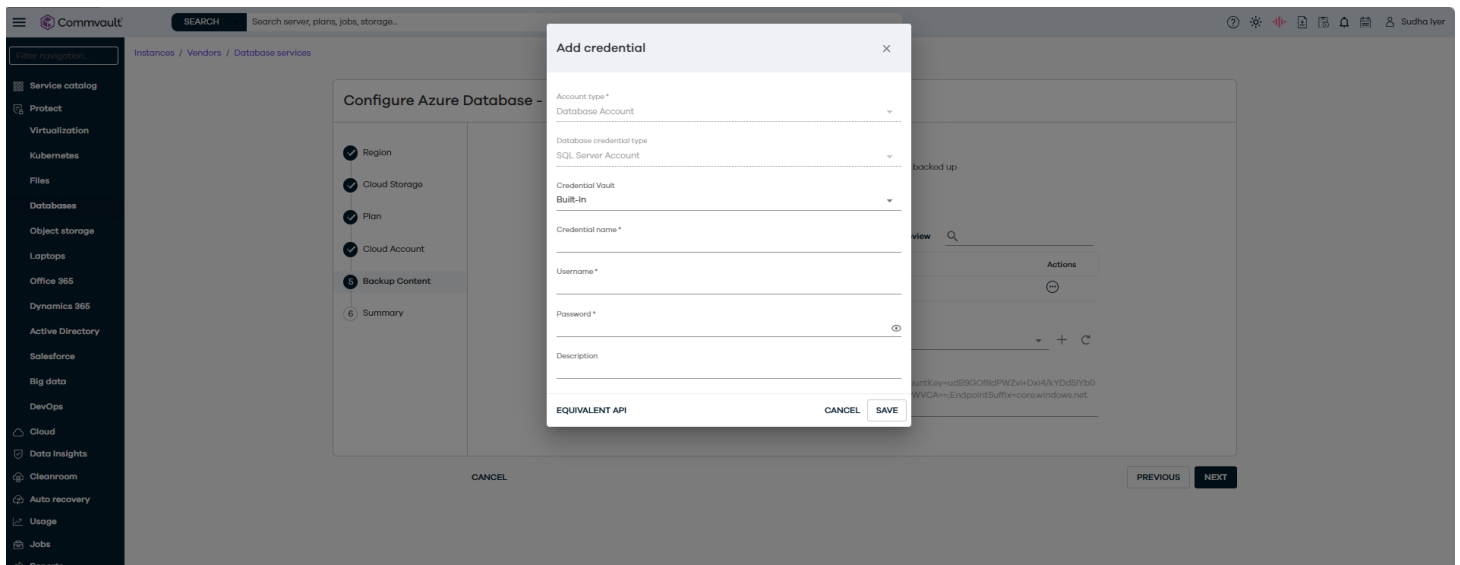 Commvault
SEARCH
Search server, plans, jobs, storage...
Sudha Iyer
Filter navigation...
Service catalog
Protect
Virtualization
Kubernetes
Files
Databases
Object storage
Laptops
Office 365
Dynamics 365
Active Directory
Salesforce
Big data
DevOps
Cloud
Data Insights
Cleanroom
Auto recovery
Usage
Jobs
Instances / Vendors / Database services
Configure Azure Database -
Region
Cloud Storage
Plan
Cloud Account
5 Backup Content
6 Summary
Add credential
Account type *
Database Account
Database credential type
SQL Server Account
Credential Vault
Built-In
Credential name *
Username *
Password *
Description
EQUIVALENT API
CANCEL
SAVE
backed up
Actions
EndpointSuffix=core.windows.net
CANCEL
PREVIOUS
NEXT